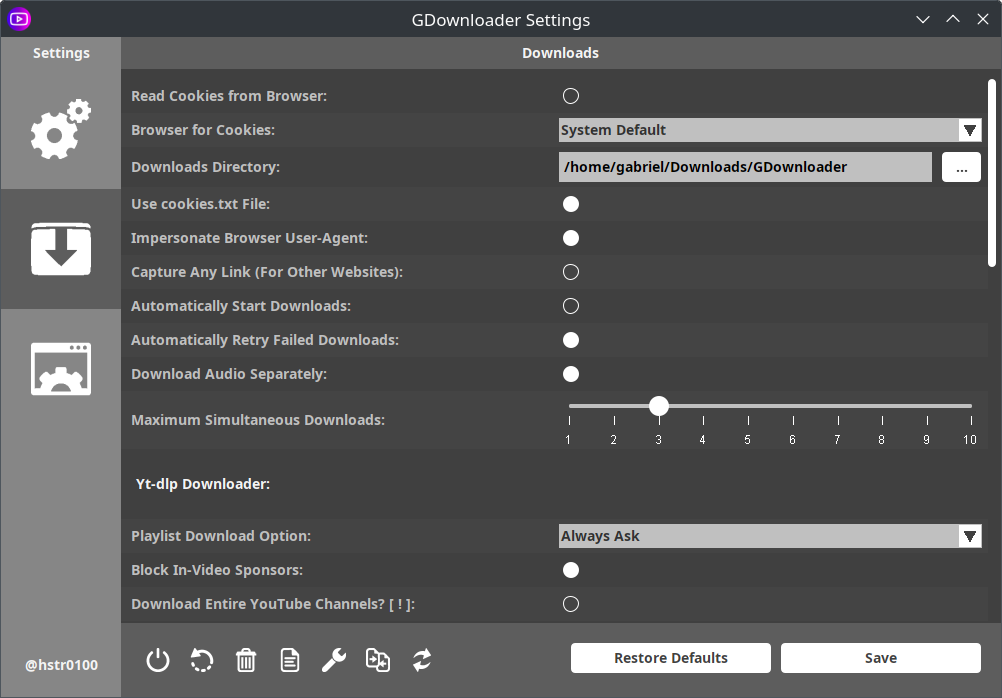 GDownloader Settings
Settings
Downloads
Read Cookies from Browser:
Browser for Cookies:
System Default
Downloads Directory:
/home/gabriel/Downloads/GDownloader
...
Use cookies.txt File:
Impersonate Browser User-Agent:
Capture Any Link (For Other Websites):
Automatically Start Downloads:
Automatically Retry Failed Downloads:
Download Audio Separately:
Maximum Simultaneous Downloads:
1 2 3 4 5 6 7 8 9 10
Yt-dlp Downloader:
Playlist Download Option:
Always Ask
Block In-Video Sponsors:
Download Entire YouTube Channels? [ ! ]:
@hstr0100
Restore Defaults
Save